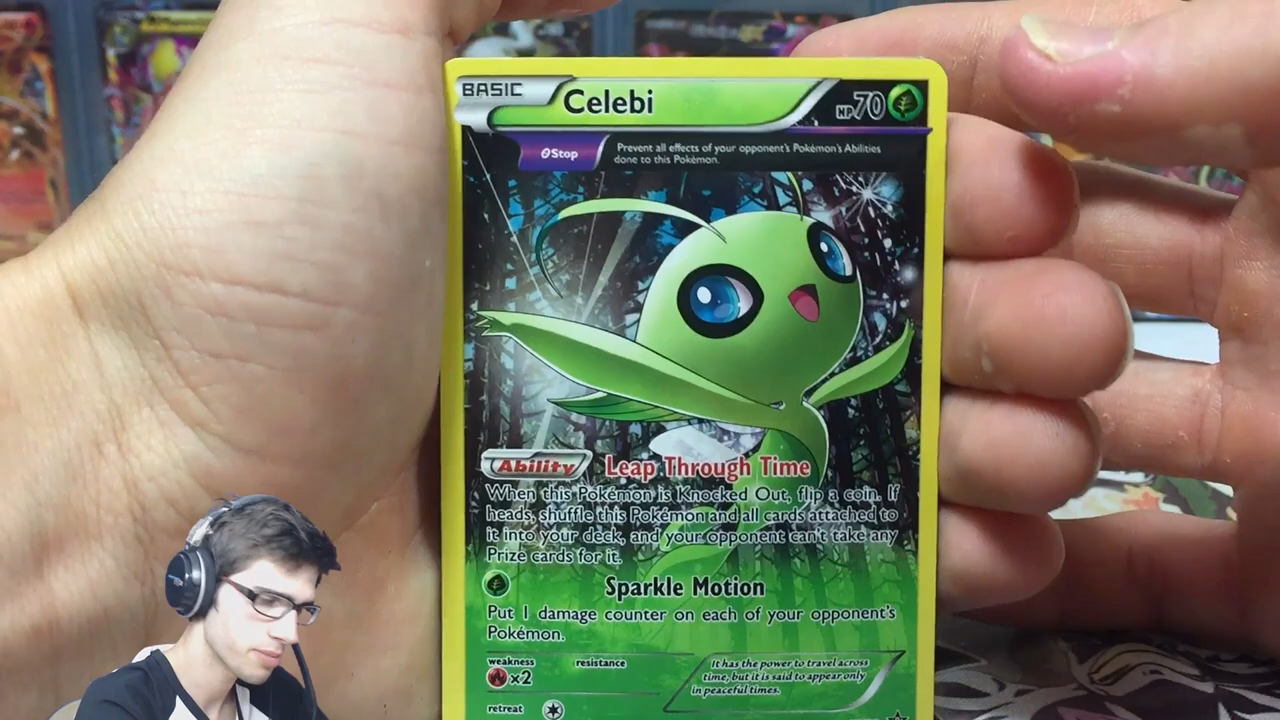 BASIC Celebi HP70
θStop Prevent all effects of your opponent's Pokémon's Abilities
done to this Pokémon.
Ability Leap Through Time
When this Pokémon is Knocked Out, flip a coin. If
heads, shuffle this Pokémon and all cards attached to
it into your deck, and your opponent can't take any
Prize cards for it.
Sparkle Motion
Put 1 damage counter on each of your opponent's
Pokémon.
weakness resistance
×2
It has the power to travel across
time, but it is said to appear only
in peaceful times.
retreat